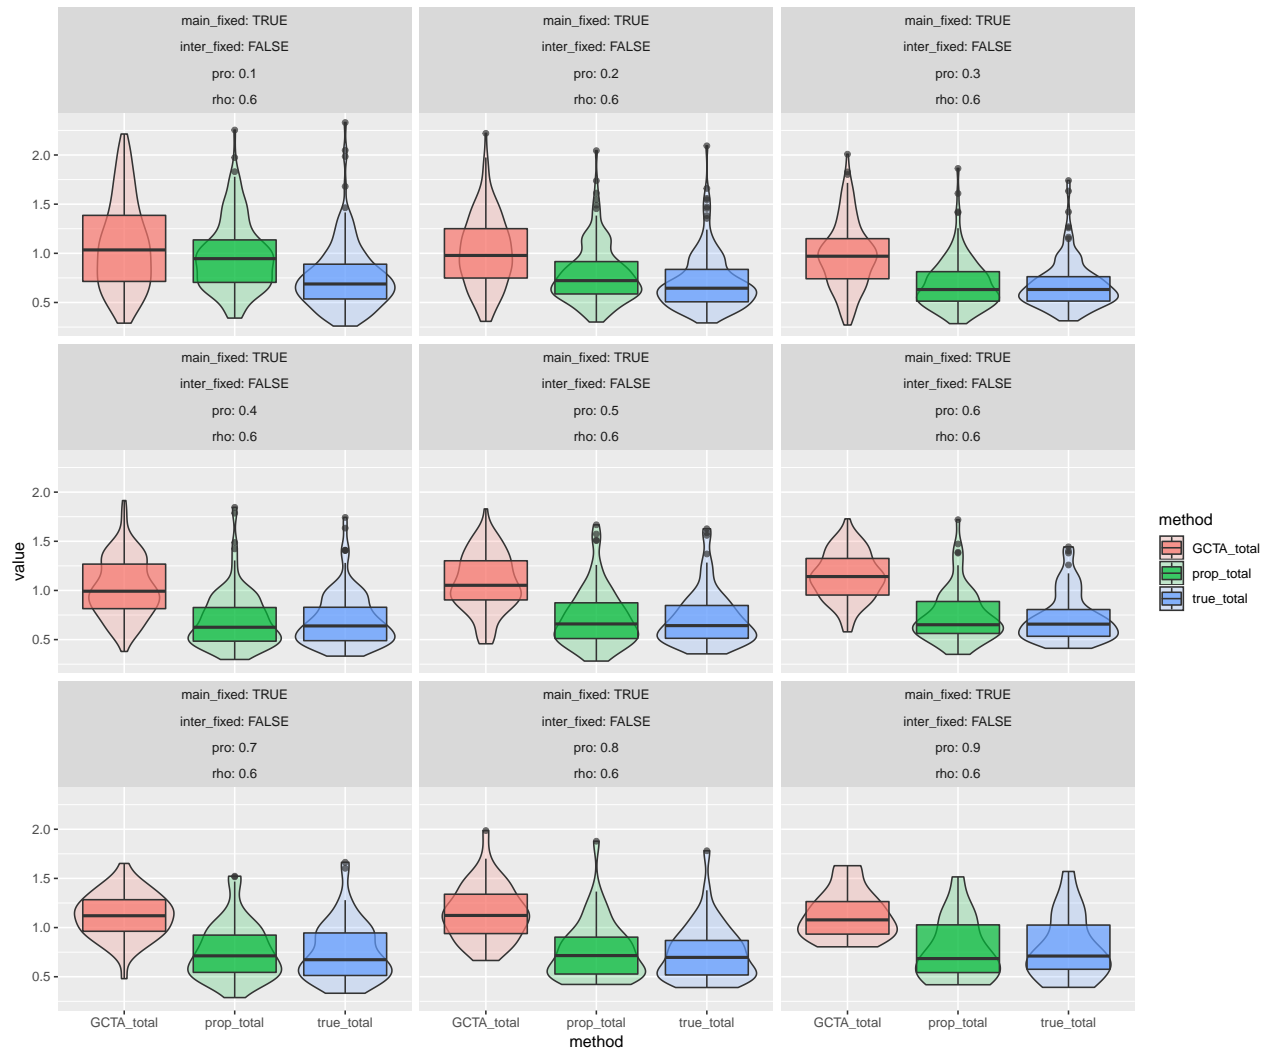 main_fixed: TRUE
inter_fixed: FALSE
pro: 0.1
rho: 0.6
main_fixed: TRUE
inter_fixed: FALSE
pro: 0.2
rho: 0.6
main_fixed: TRUE
inter_fixed: FALSE
pro: 0.3
rho: 0.6
2.0
1.5
1.0
0.5
main_fixed: TRUE
inter_fixed: FALSE
pro: 0.4
rho: 0.6
main_fixed: TRUE
inter_fixed: FALSE
pro: 0.5
rho: 0.6
main_fixed: TRUE
inter_fixed: FALSE
pro: 0.6
rho: 0.6
2.0
1.5
1.0
0.5
main_fixed: TRUE
inter_fixed: FALSE
pro: 0.7
rho: 0.6
main_fixed: TRUE
inter_fixed: FALSE
pro: 0.8
rho: 0.6
main_fixed: TRUE
inter_fixed: FALSE
pro: 0.9
rho: 0.6
2.0
1.5
1.0
0.5
GCTA_total
prop_total
true_total
GCTA_total
prop_total
true_total
GCTA_total
prop_total
true_total
method
value
method
GCTA_total
prop_total
true_total